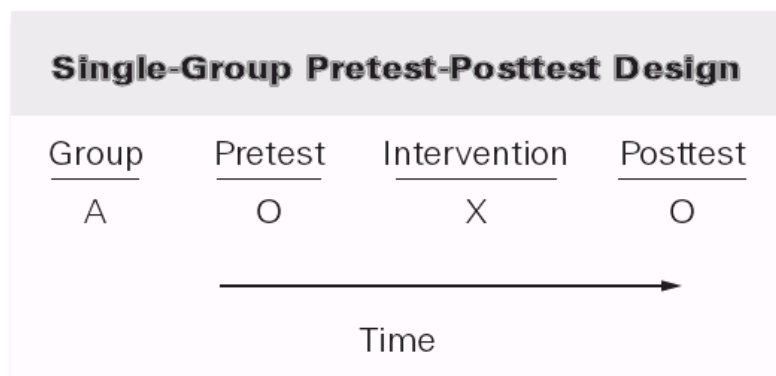 Single-Group Pretest-Posttest Design
Group Pretest Intervention Posttest
A O X O
Time